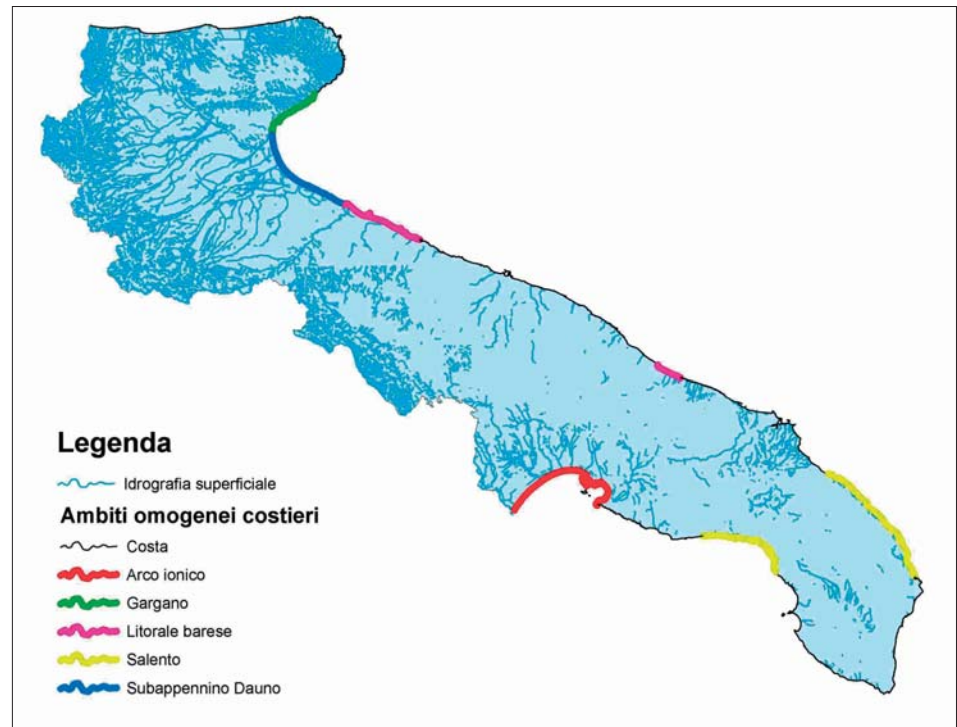 Legenda
Idrografia superficiale
Ambiti omogenei costieri
Costa
Arco ionico
Gargano
Litorale barese
Salento
Subappennino Dauno